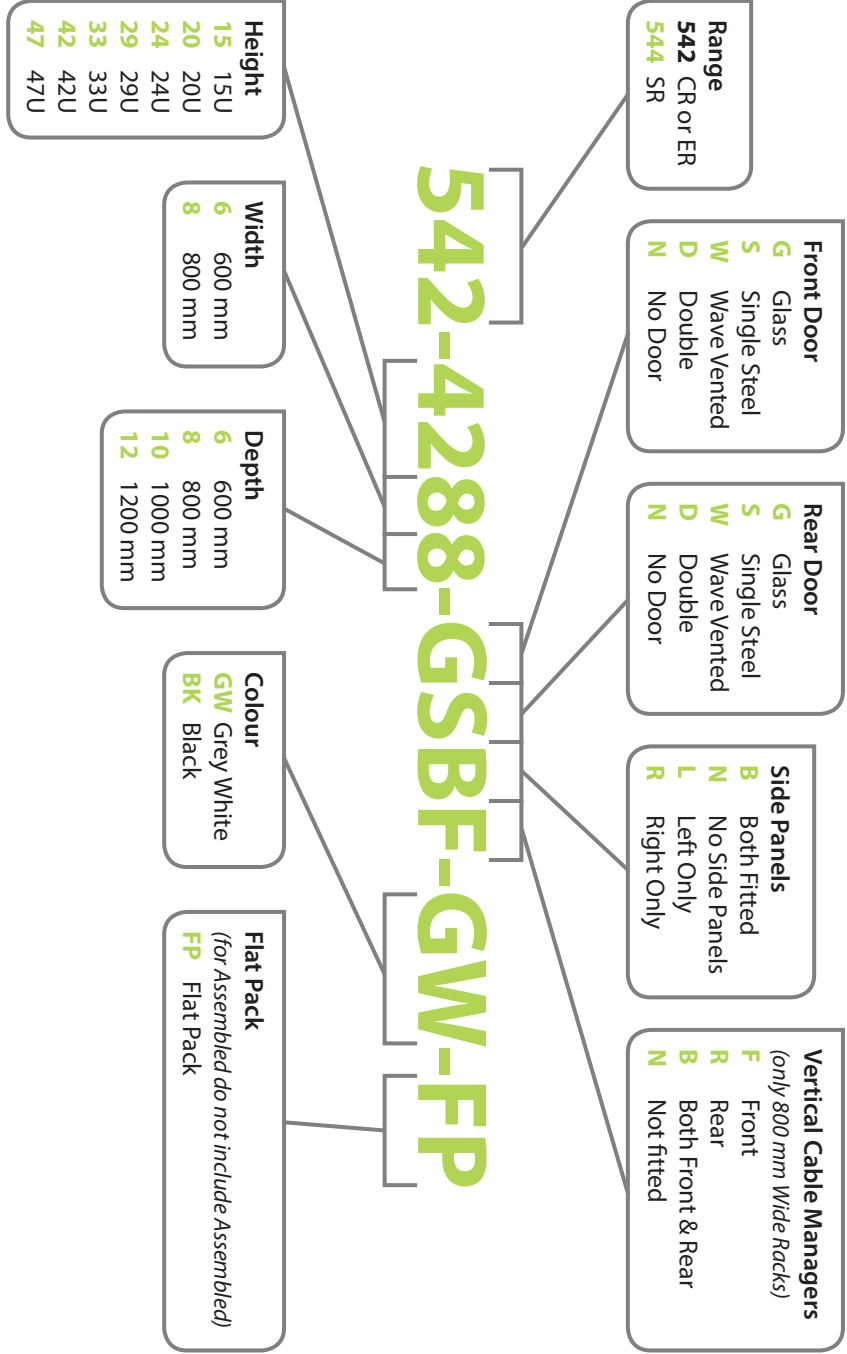 Range
542 CR or ER
544 SR
Front Door
G Glass
S Single Steel
W Wave Vented
D Double
N No Door
Rear Door
G Glass
S Single Steel
W Wave Vented
D Double
N No Door
Side Panels
B Both Fitted
N No Side Panels
L Left Only
R Right Only
Vertical Cable Managers
(only 800 mm Wide Racks)
F Front
R Rear
B Both Front & Rear
N Not fitted
542-4288-GSBF-GW-FP
Height
15 15U
20 20U
24 24U
29 29U
33 33U
42 42U
47 47U
Width
6 600 mm
8 800 mm
Depth
6 600 mm
8 800 mm
10 1000 mm
12 1200 mm
Colour
GW Grey White
BK Black
Flat Pack
(for Assembled do not include Assembled)
FP Flat Pack